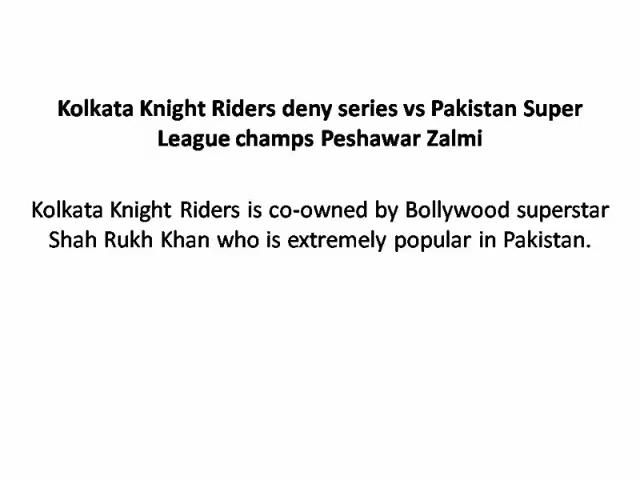 Kolkata Knight Riders deny series vs Pakistan Super
League champs Peshawar Zalmi
Kolkata Knight Riders is co-owned by Bollywood superstar
Shah Rukh Khan who is extremely popular in Pakistan.